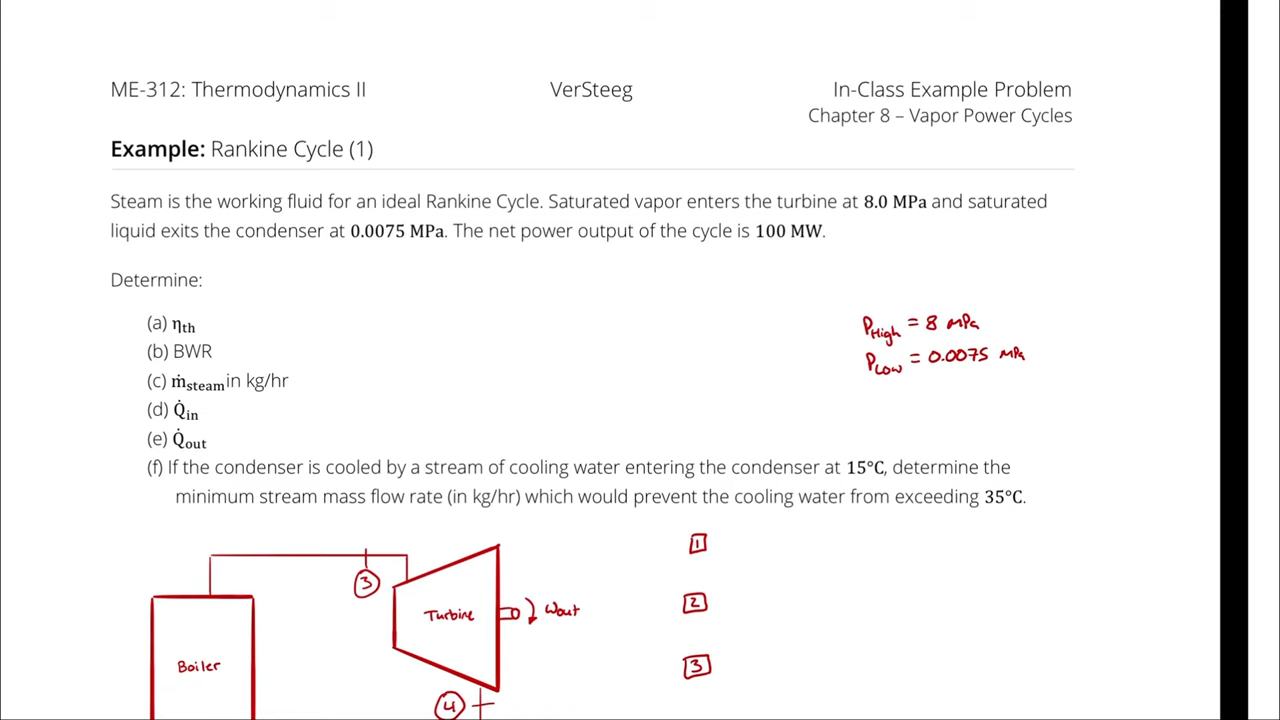 ME-312: Thermodynamics II VerSteeg In-Class Example Problem
Chapter 8 – Vapor Power Cycles
Example: Rankine Cycle (1)
Steam is the working fluid for an ideal Rankine Cycle. Saturated vapor enters the turbine at 8.0 MPa and saturated
liquid exits the condenser at 0.0075 MPa. The net power output of the cycle is 100 MW.
Determine:
(a) ηth
(b) BWR
(c) ṁsteam in kg/hr
(d) Q̇in
(e) Q̇out
(f) If the condenser is cooled by a stream of cooling water entering the condenser at 15°C, determine the
minimum stream mass flow rate (in kg/hr) which would prevent the cooling water from exceeding 35°C.
PHigh = 8 MPa
PLow = 0.0075 MPa
3
Turbine
Wout
Boiler
4
1
2
3